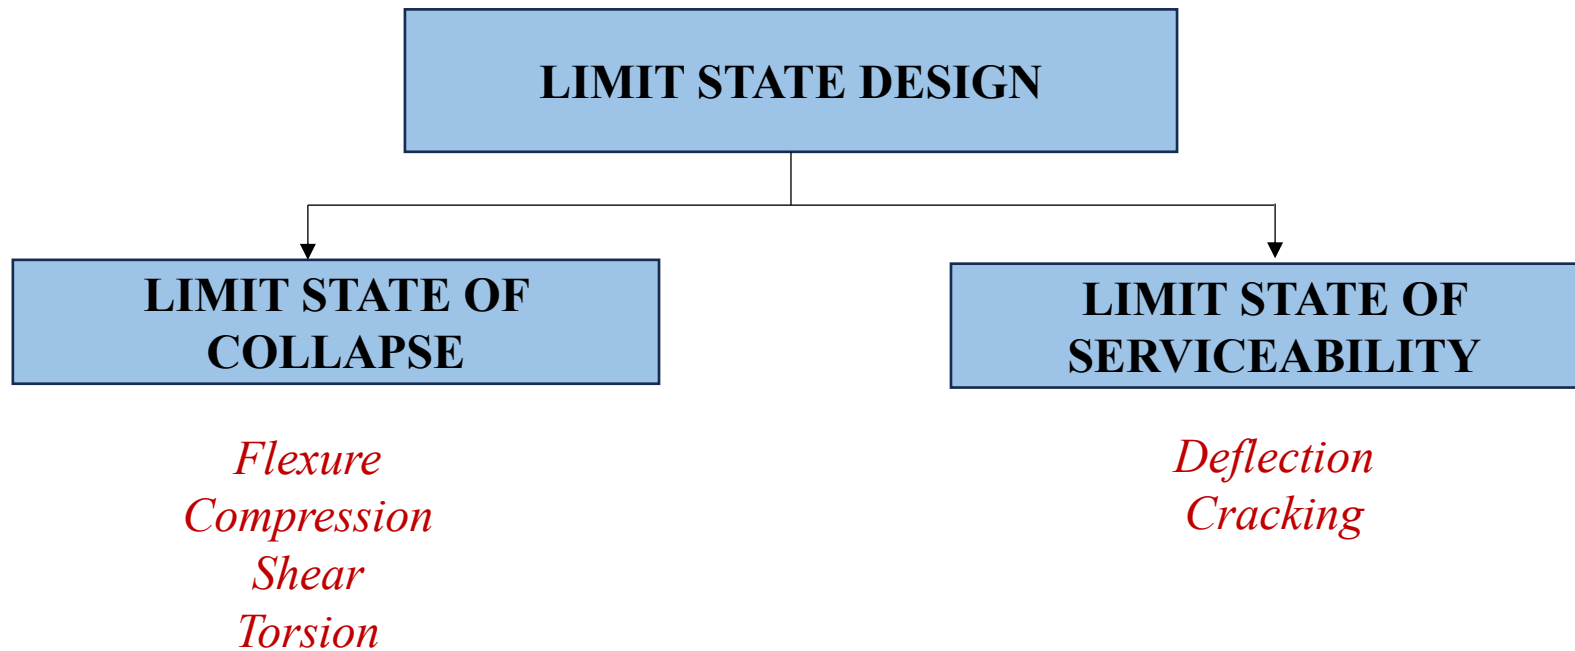 LIMIT STATE DESIGN
LIMIT STATE OF
COLLAPSE
LIMIT STATE OF
SERVICEABILITY
Flexure
Compression
Shear
Torsion
Deflection
Cracking